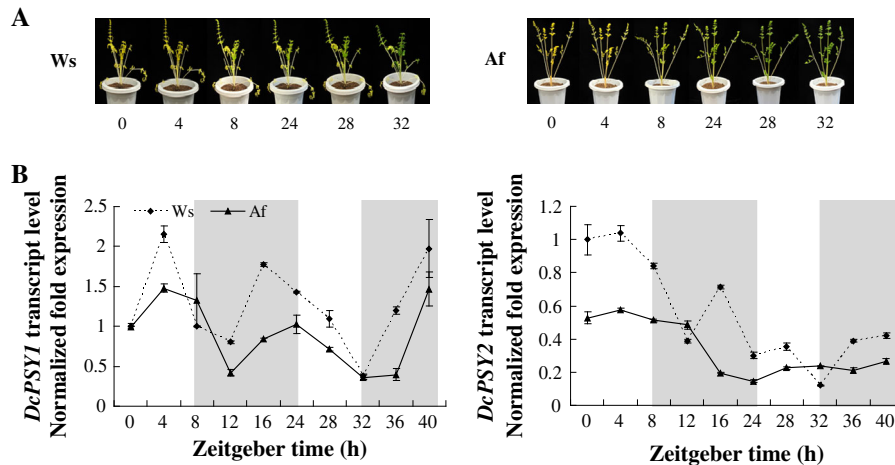 A
Ws
0 4 8 24 28 32
Af
0 4 8 24 28 32
B
DcPSY1 transcript level
Normalized fold expression
2.5
2
1.5
1
0.5
0
Ws Af
0 4 8 12 16 24 28 32 36 40
Zeitgeber time (h)
DcPSY2 transcript level
Normalized fold expression
1.2
1
0.8
0.6
0.4
0.2
0
0 4 8 12 16 24 28 32 36 40
Zeitgeber time (h)